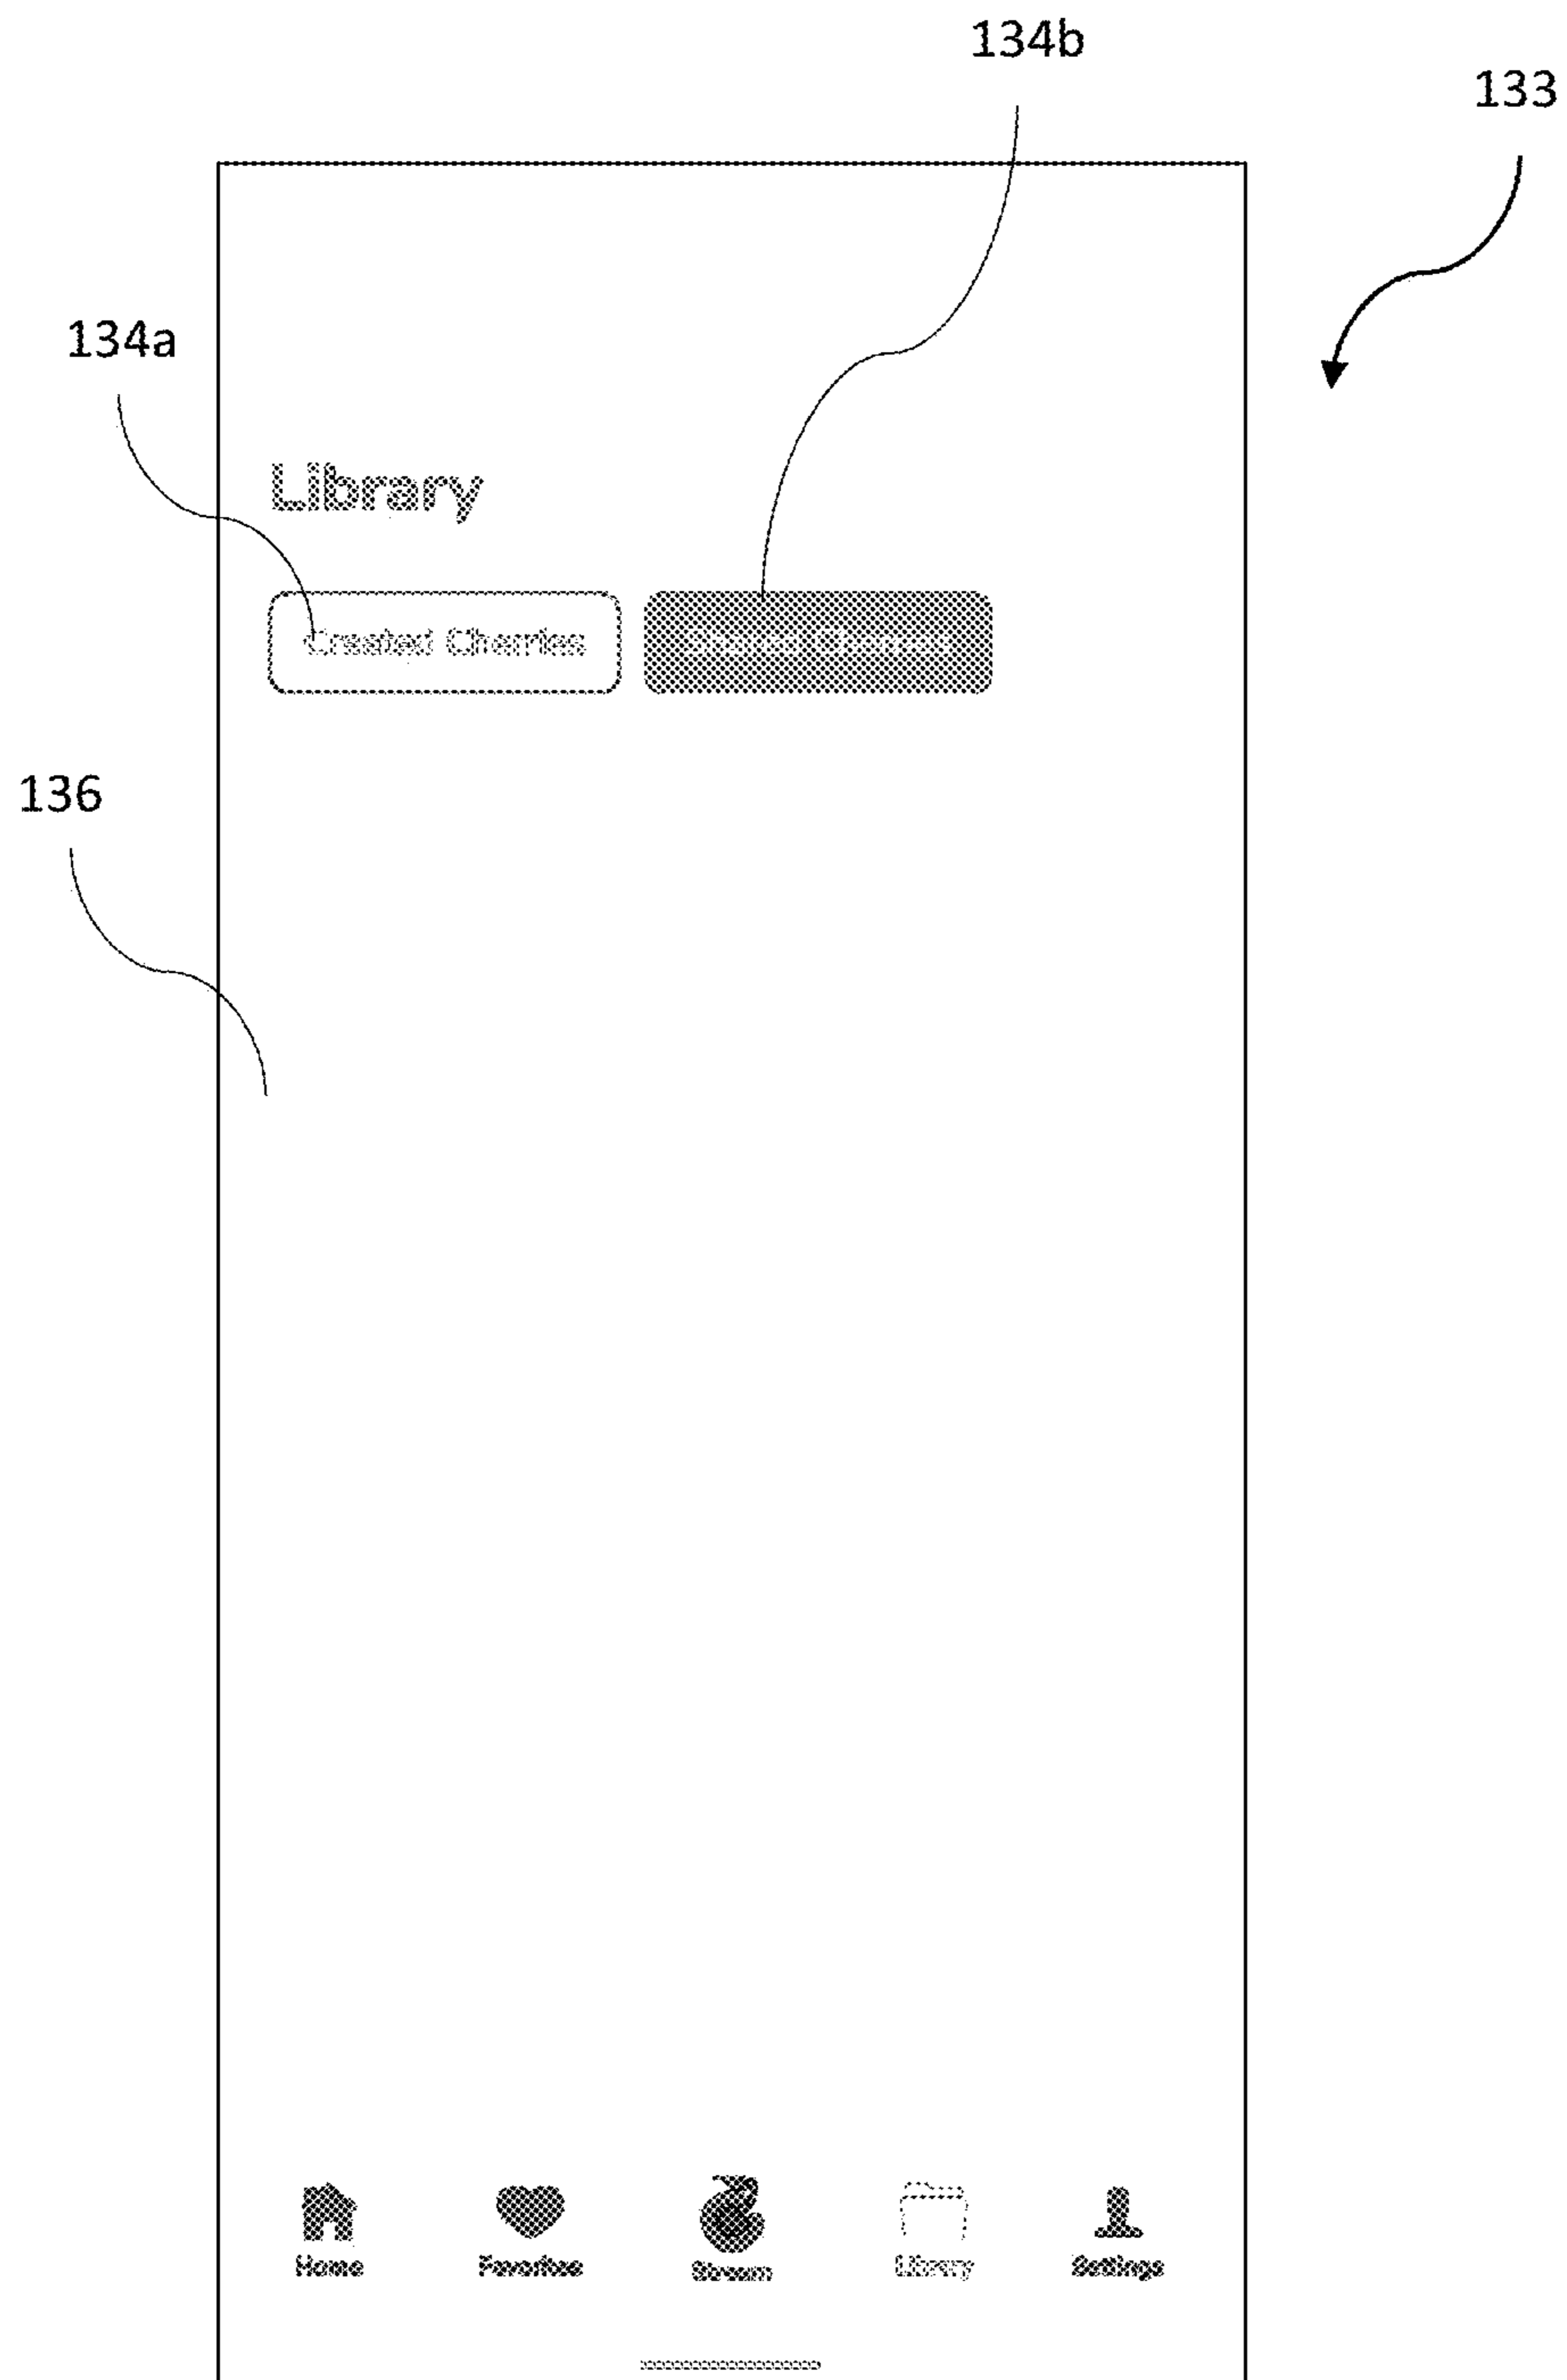 134b
133
134a
Library
Created Cherries
136
Home
Favorites
Stream
Library
Settings